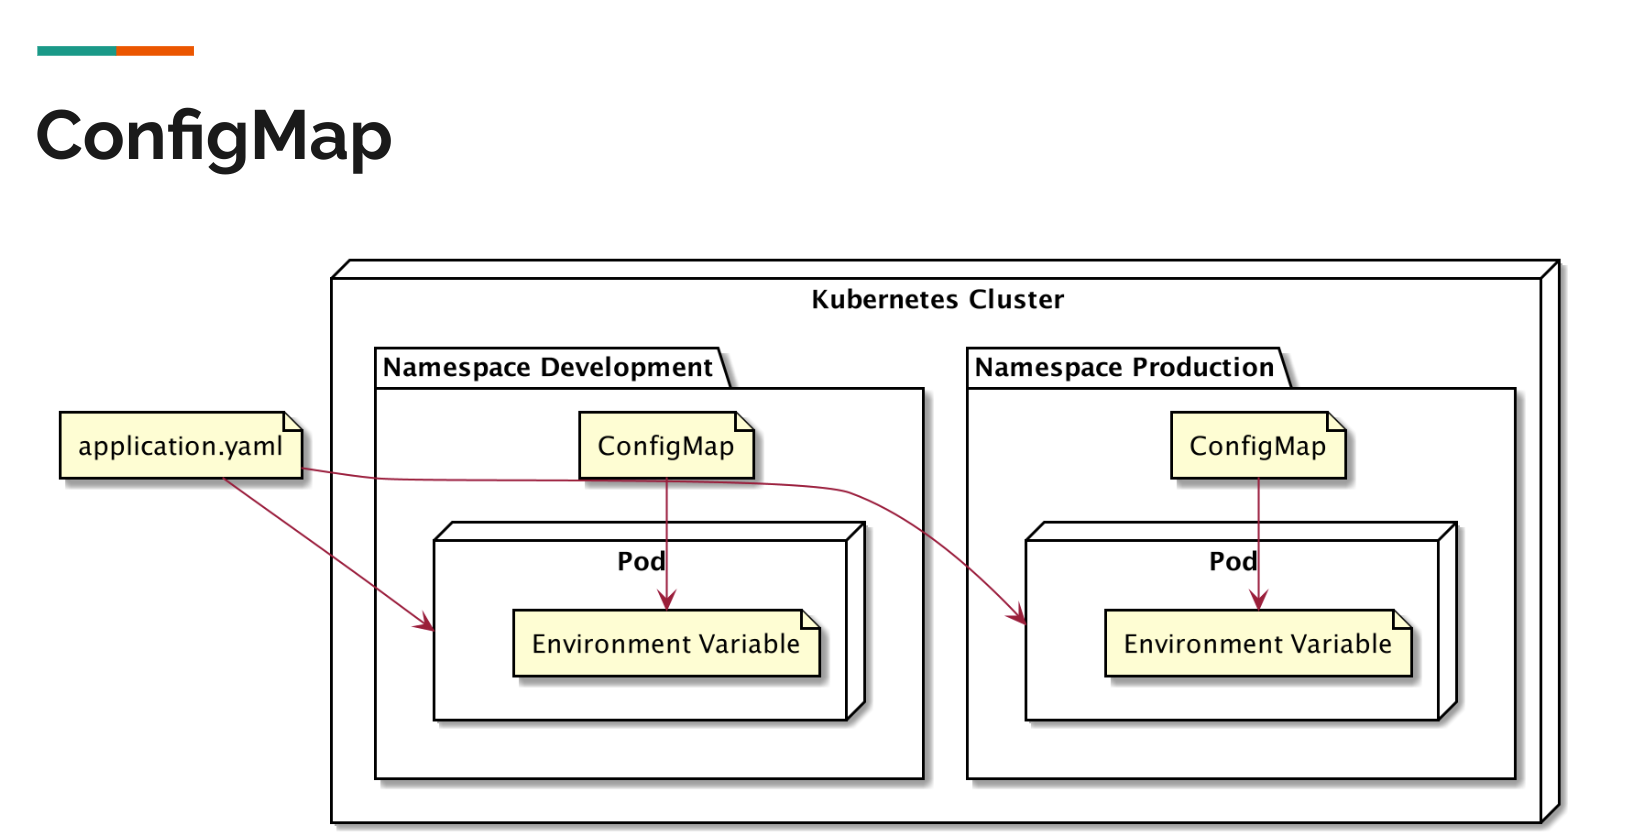 ConfigMap
Kubernetes Cluster
Namespace Development
Namespace Production
application.yaml
ConfigMap
ConfigMap
Pod
Pod
Environment Variable
Environment Variable